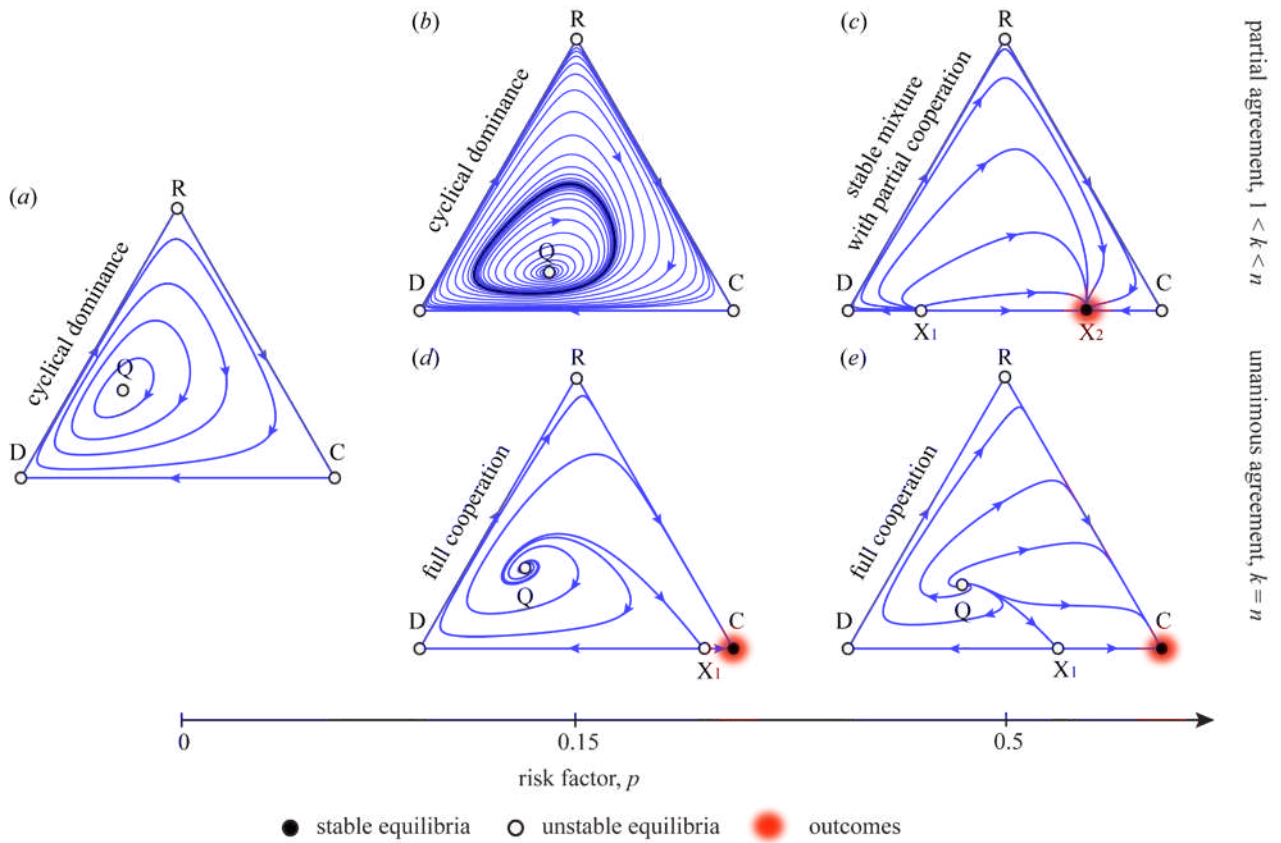 (b)
R
cyclical dominance
Q
D
C
(c)
R
stable mixture
with partial cooperation
D
C
X1
X2
partial agreement, 1 < k < n
(a)
R
cyclical dominance
Q
D
C
(d)
R
full cooperation
Q
D
C
X1
(e)
R
full cooperation
Q
D
C
X1
unanimous agreement, k = n
0
0.15
0.5
risk factor, p
stable equilibria
unstable equilibria
outcomes